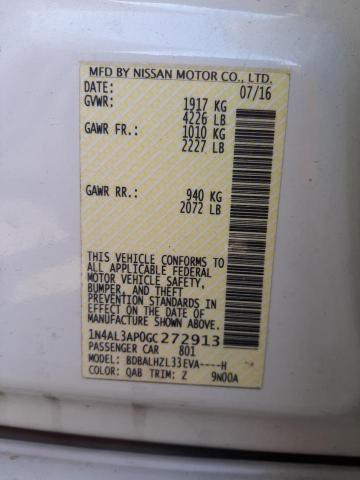 MFD BY NISSAN MOTOR CO., LTD.
DATE: 07/16
GVWR: 1917 KG
4226 LB
GAWR FR.: 1010 KG
2227 LB
GAWR RR.: 940 KG
2072 LB
THIS VEHICLE CONFORMS TO
ALL APPLICABLE FEDERAL
MOTOR VEHICLE SAFETY,
BUMPER, AND THEFT
PREVENTION STANDARDS IN
EFFECT ON THE DATE OF
MANUFACTURE SHOWN ABOVE.
1N4AL3AP0GC272913
PASSENGER CAR 801
MODEL: BDBALHZL33EVA----H
COLOR: QAB TRIM: Z 9N00A